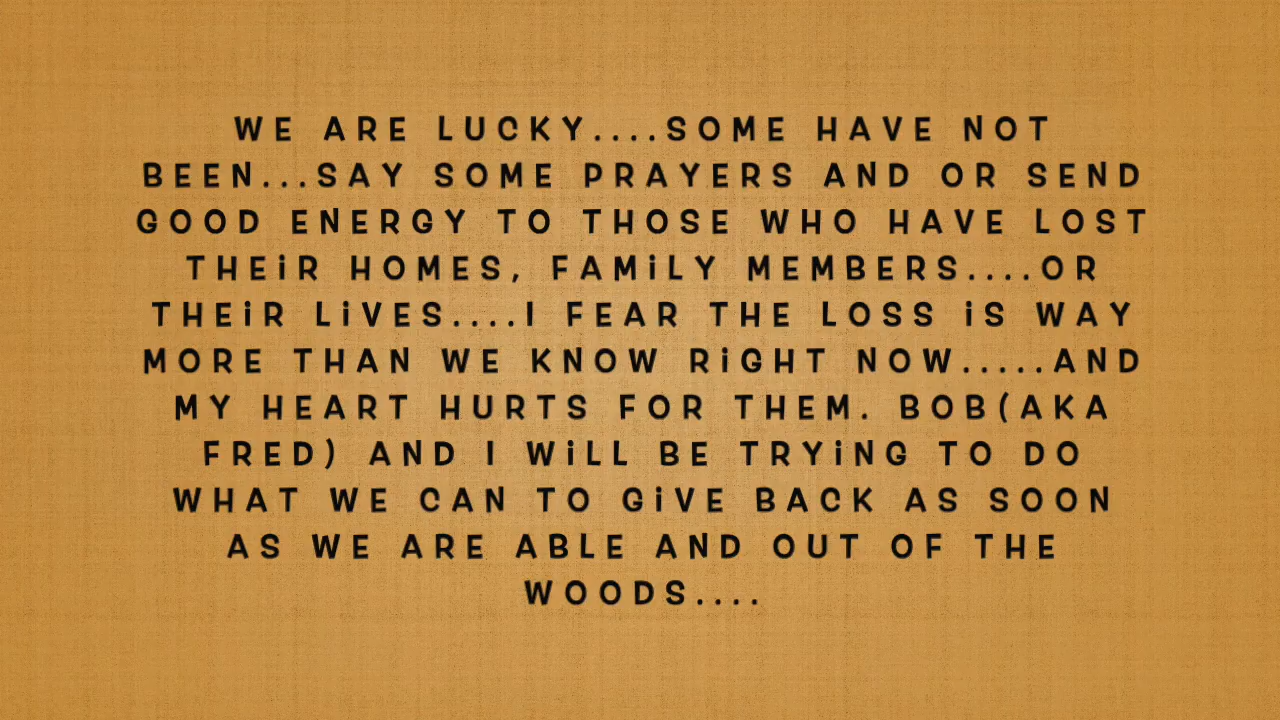 WE ARE LUCKY....SOME HAVE NOT
BEEN...SAY SOME PRAYERS AND OR SEND
GOOD ENERGY TO THOSE WHO HAVE LOST
THEiR HOMES, FAMiLY MEMBERS....OR
THEiR LiVES....I FEAR THE LOSS iS WAY
MORE THAN WE KNOW RiGHT NOW.....AND
MY HEART HURTS FOR THEM. BOB(AKA
FRED) AND I WiLL BE TRYiNG TO DO
WHAT WE CAN TO GiVE BACK AS SOON
AS WE ARE ABLE AND OUT OF THE
WOODS....